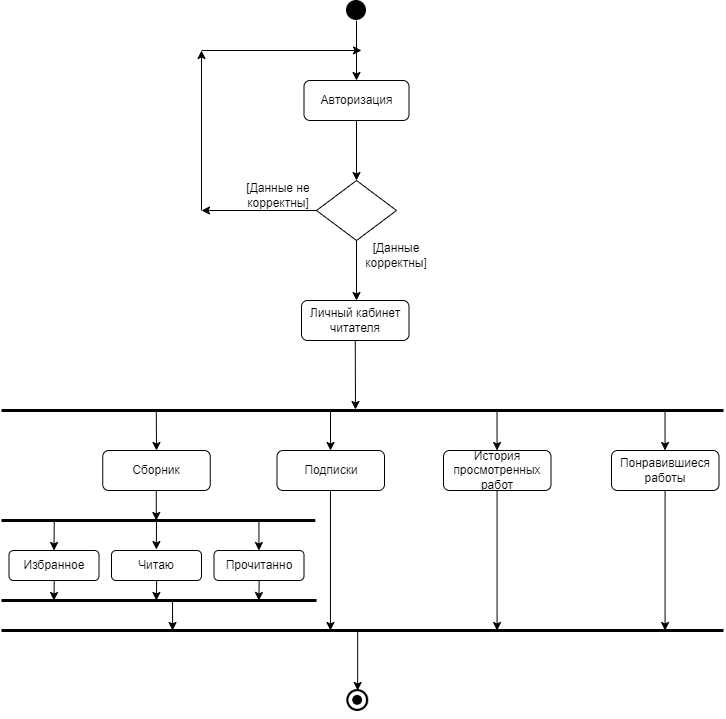 Авторизация
[Данные не
корректны]
[Данные
корректны]
Личный кабинет
читателя
Сборник
Подписки
История
просмотренных
работ
Понравившиеся
работы
Избранное
Читаю
Прочитанно